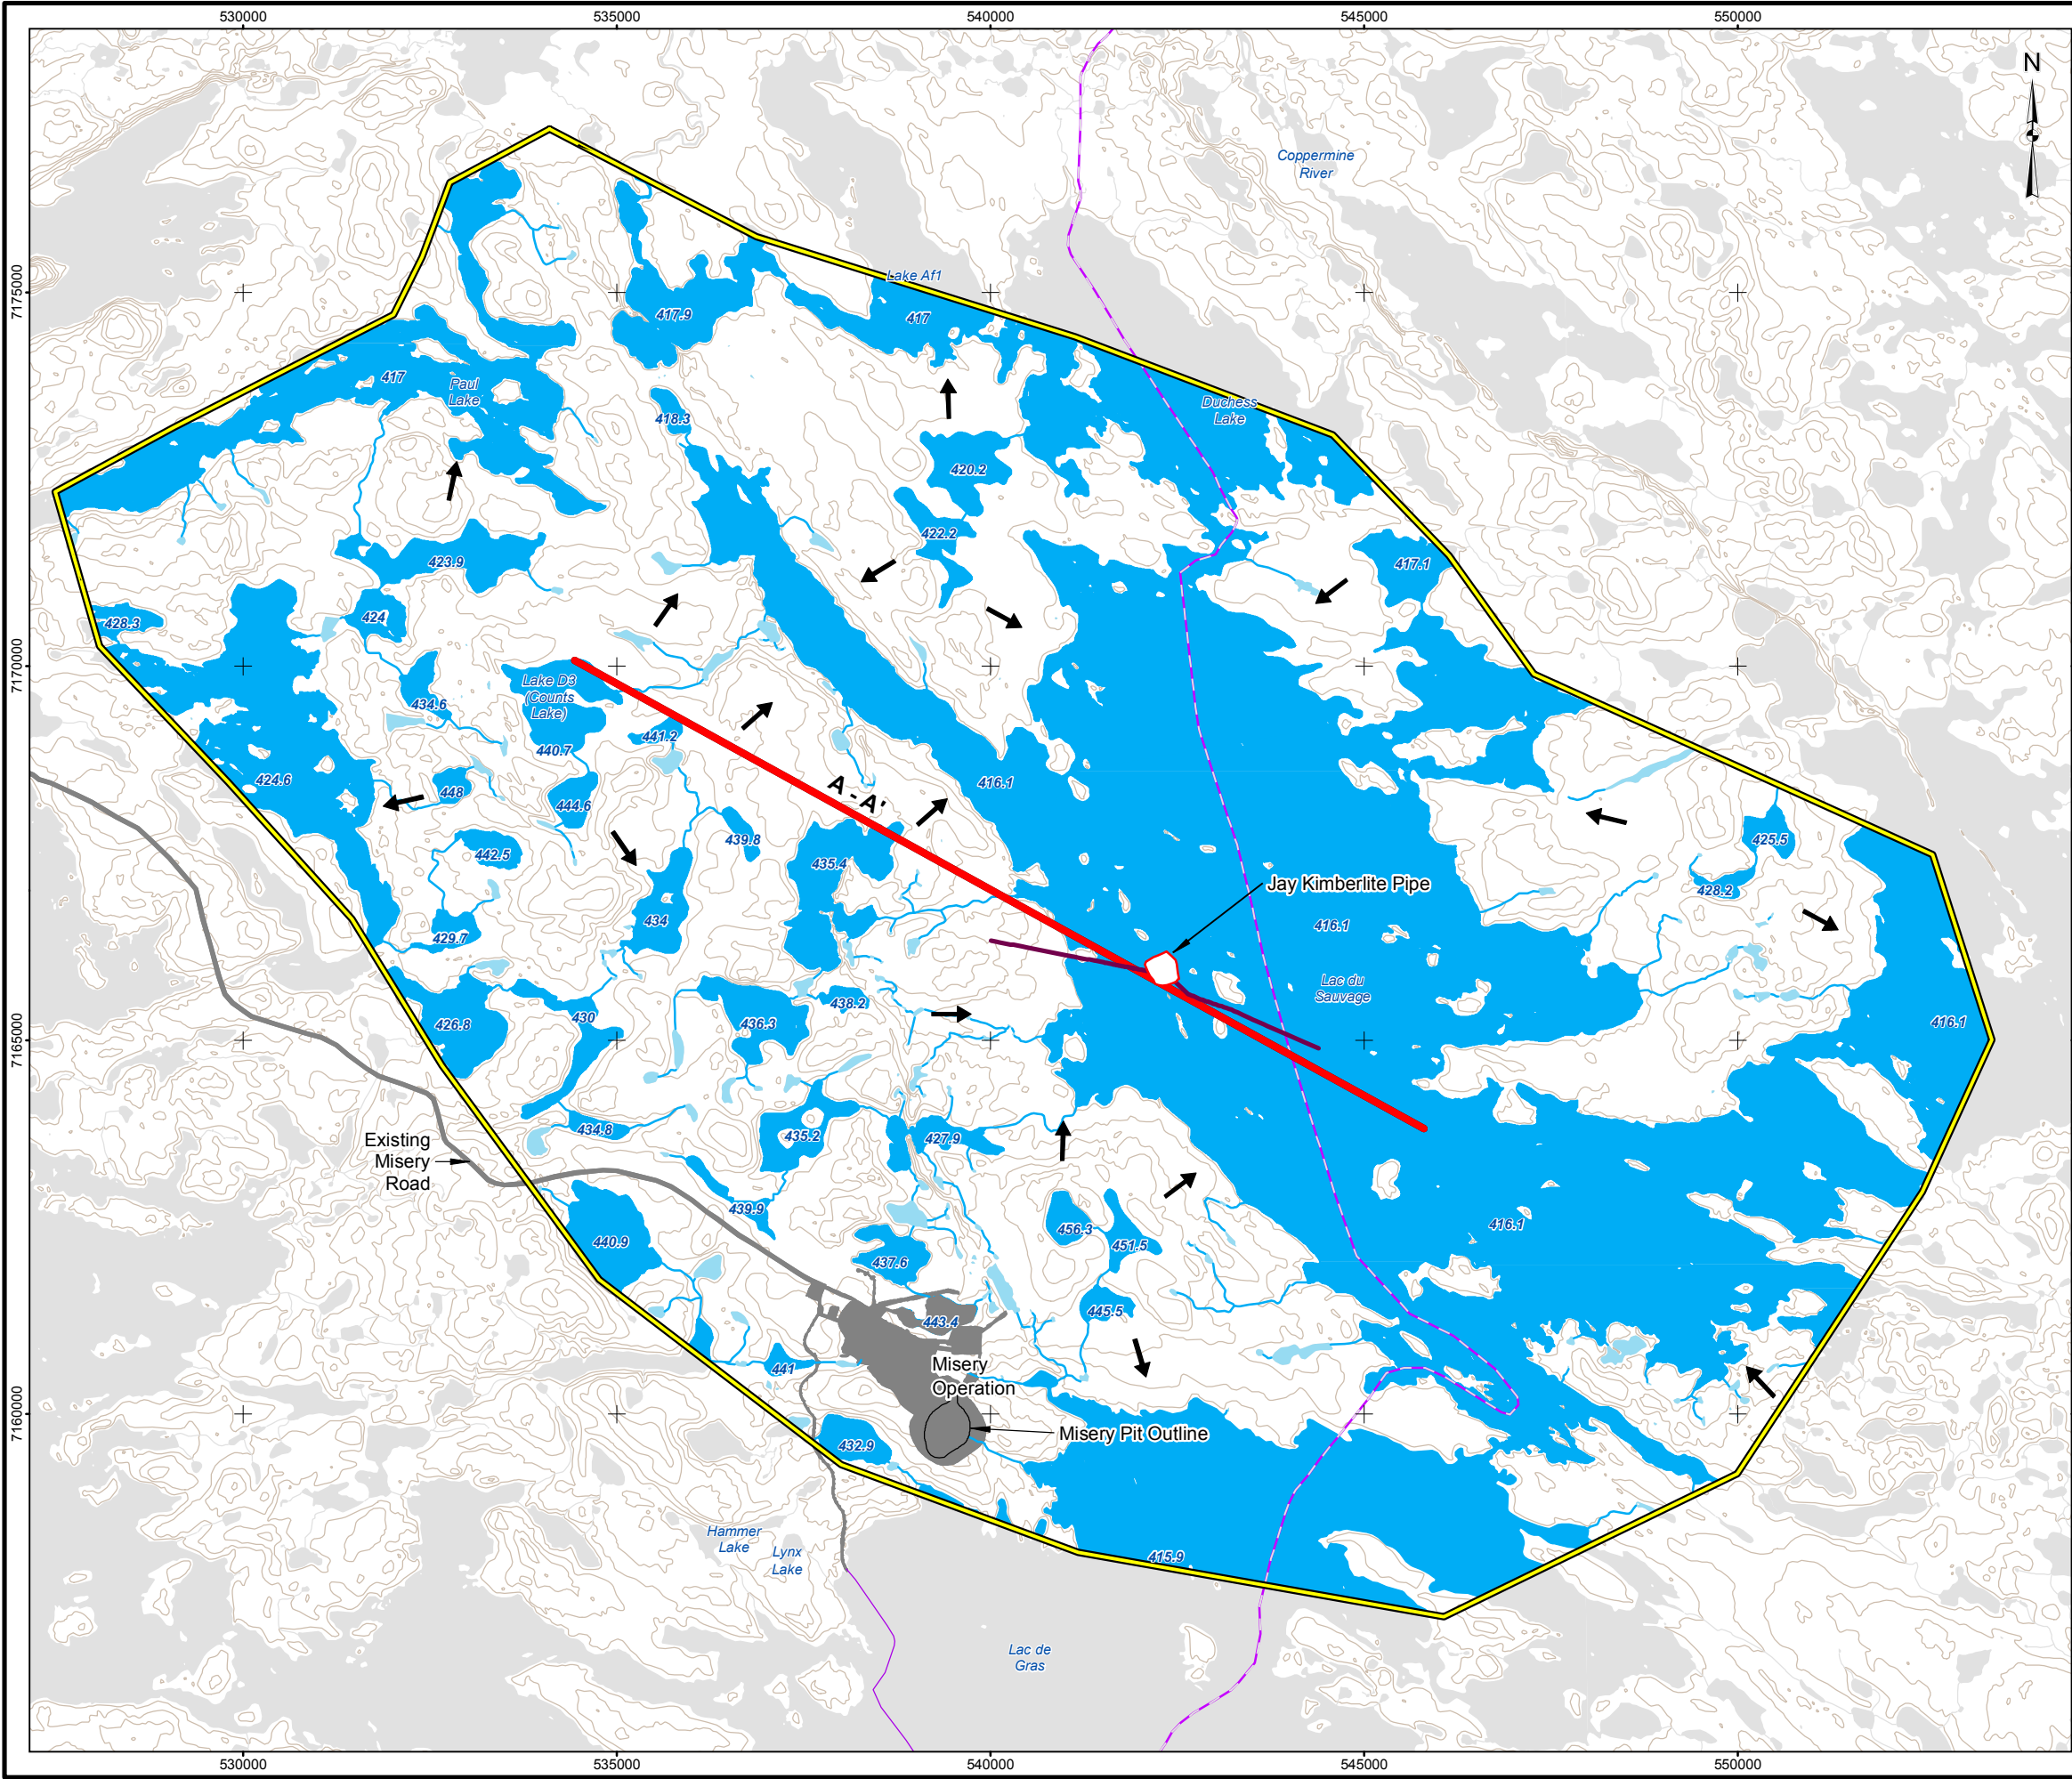 530000
535000
540000
545000
550000
N
Coppermine
River
7175000
Lake Af1
417.9
417
417
Paul
Lake
Duchess
Lake
418.3
420.2
422.2
423.9
417.1
424
428.3
7170000
Lake D3
(Counts
Lake)
434.6
441.2
440.7
424.6
416.1
A - A'
448
444.6
439.8
425.5
442.5
435.4
Jay Kimberlite Pipe
428.2
434
416.1
429.7
Lac du
Sauvage
438.2
430
426.8
436.3
416.1
7165000
434.8
435.2
427.9
Existing
Misery
Road
439.9
456.3
416.1
440.9
451.5
437.6
445.5
443.4
Misery
Operation
441
7160000
Misery Pit Outline
432.9
Hammer
Lake
Lynx
Lake
415.9
Lac de
Gras
530000
535000
540000
545000
550000